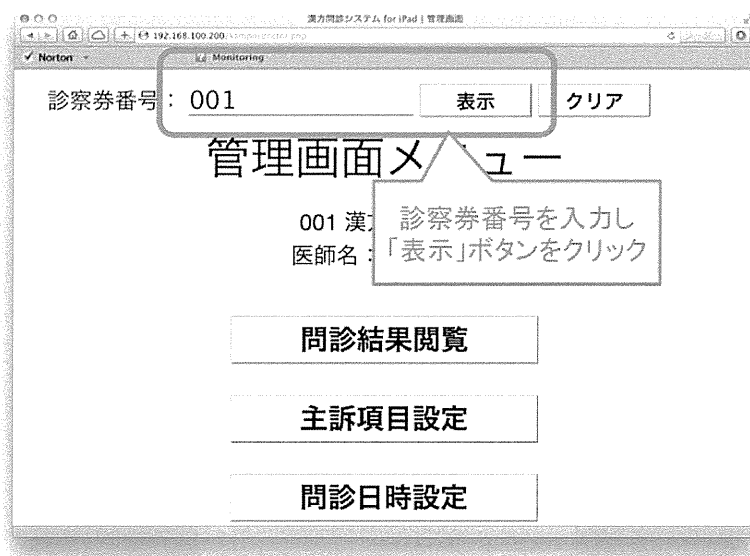 漢方問診システム for iPad | 管理画面
192.168.100.200/
✓ Norton
Monitoring
診察券番号： 001 表示 クリア
管理画面メ ュー
001 漢
診察券番号を入力し
医師名：
「表示」ボタンをクリック
問診結果閲覧
主訴項目設定
問診日時設定